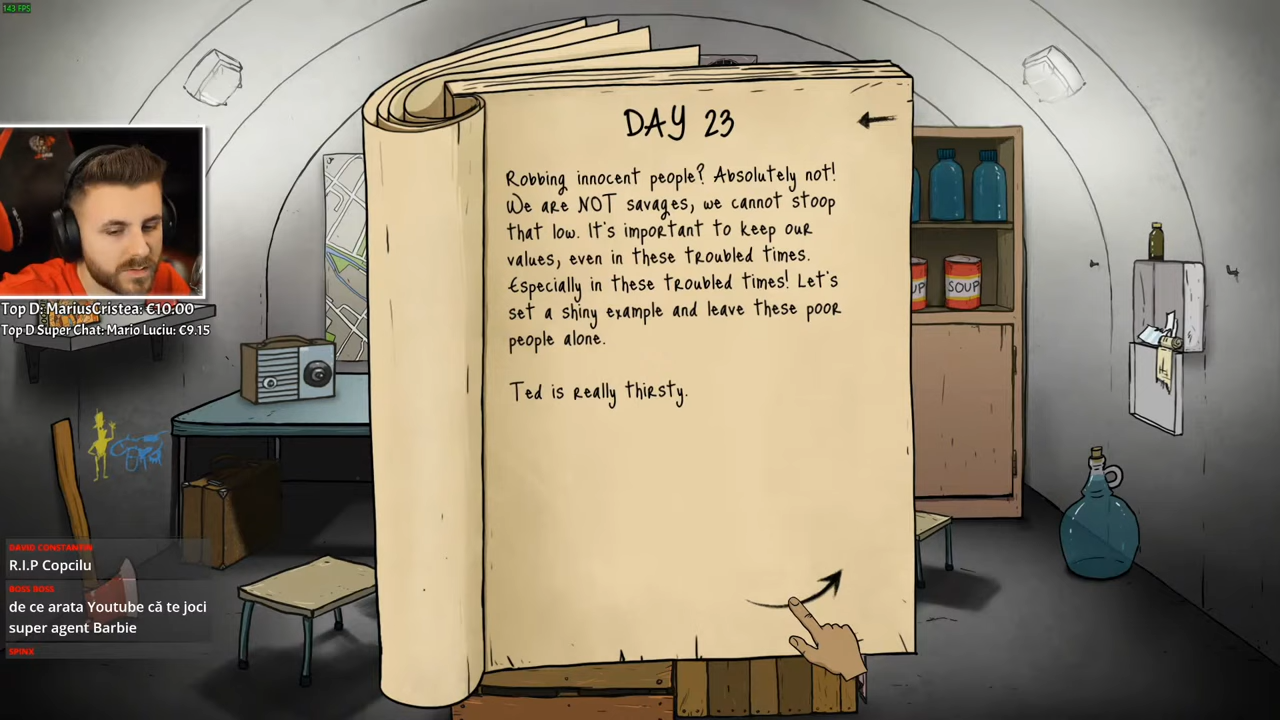 143 FPS
DAY 23
Robbing innocent people? Absolutely not!
We are NOT savages, we cannot stoop
that low. It's important to keep our
values, even in these troubled times.
Especially in these troubled times! Let's
set a shiny example and leave these poor
people alone.
Ted is really thirsty.
UP
SOUP
Top D: MariusCristea: €10.00
Top D Super Chat: Mario Luciu: €9.15
DAVID CONSTANTIN
R.I.P Copcilu
BOSS BOSS
de ce arata Youtube că te joci
super agent Barbie
SPINX